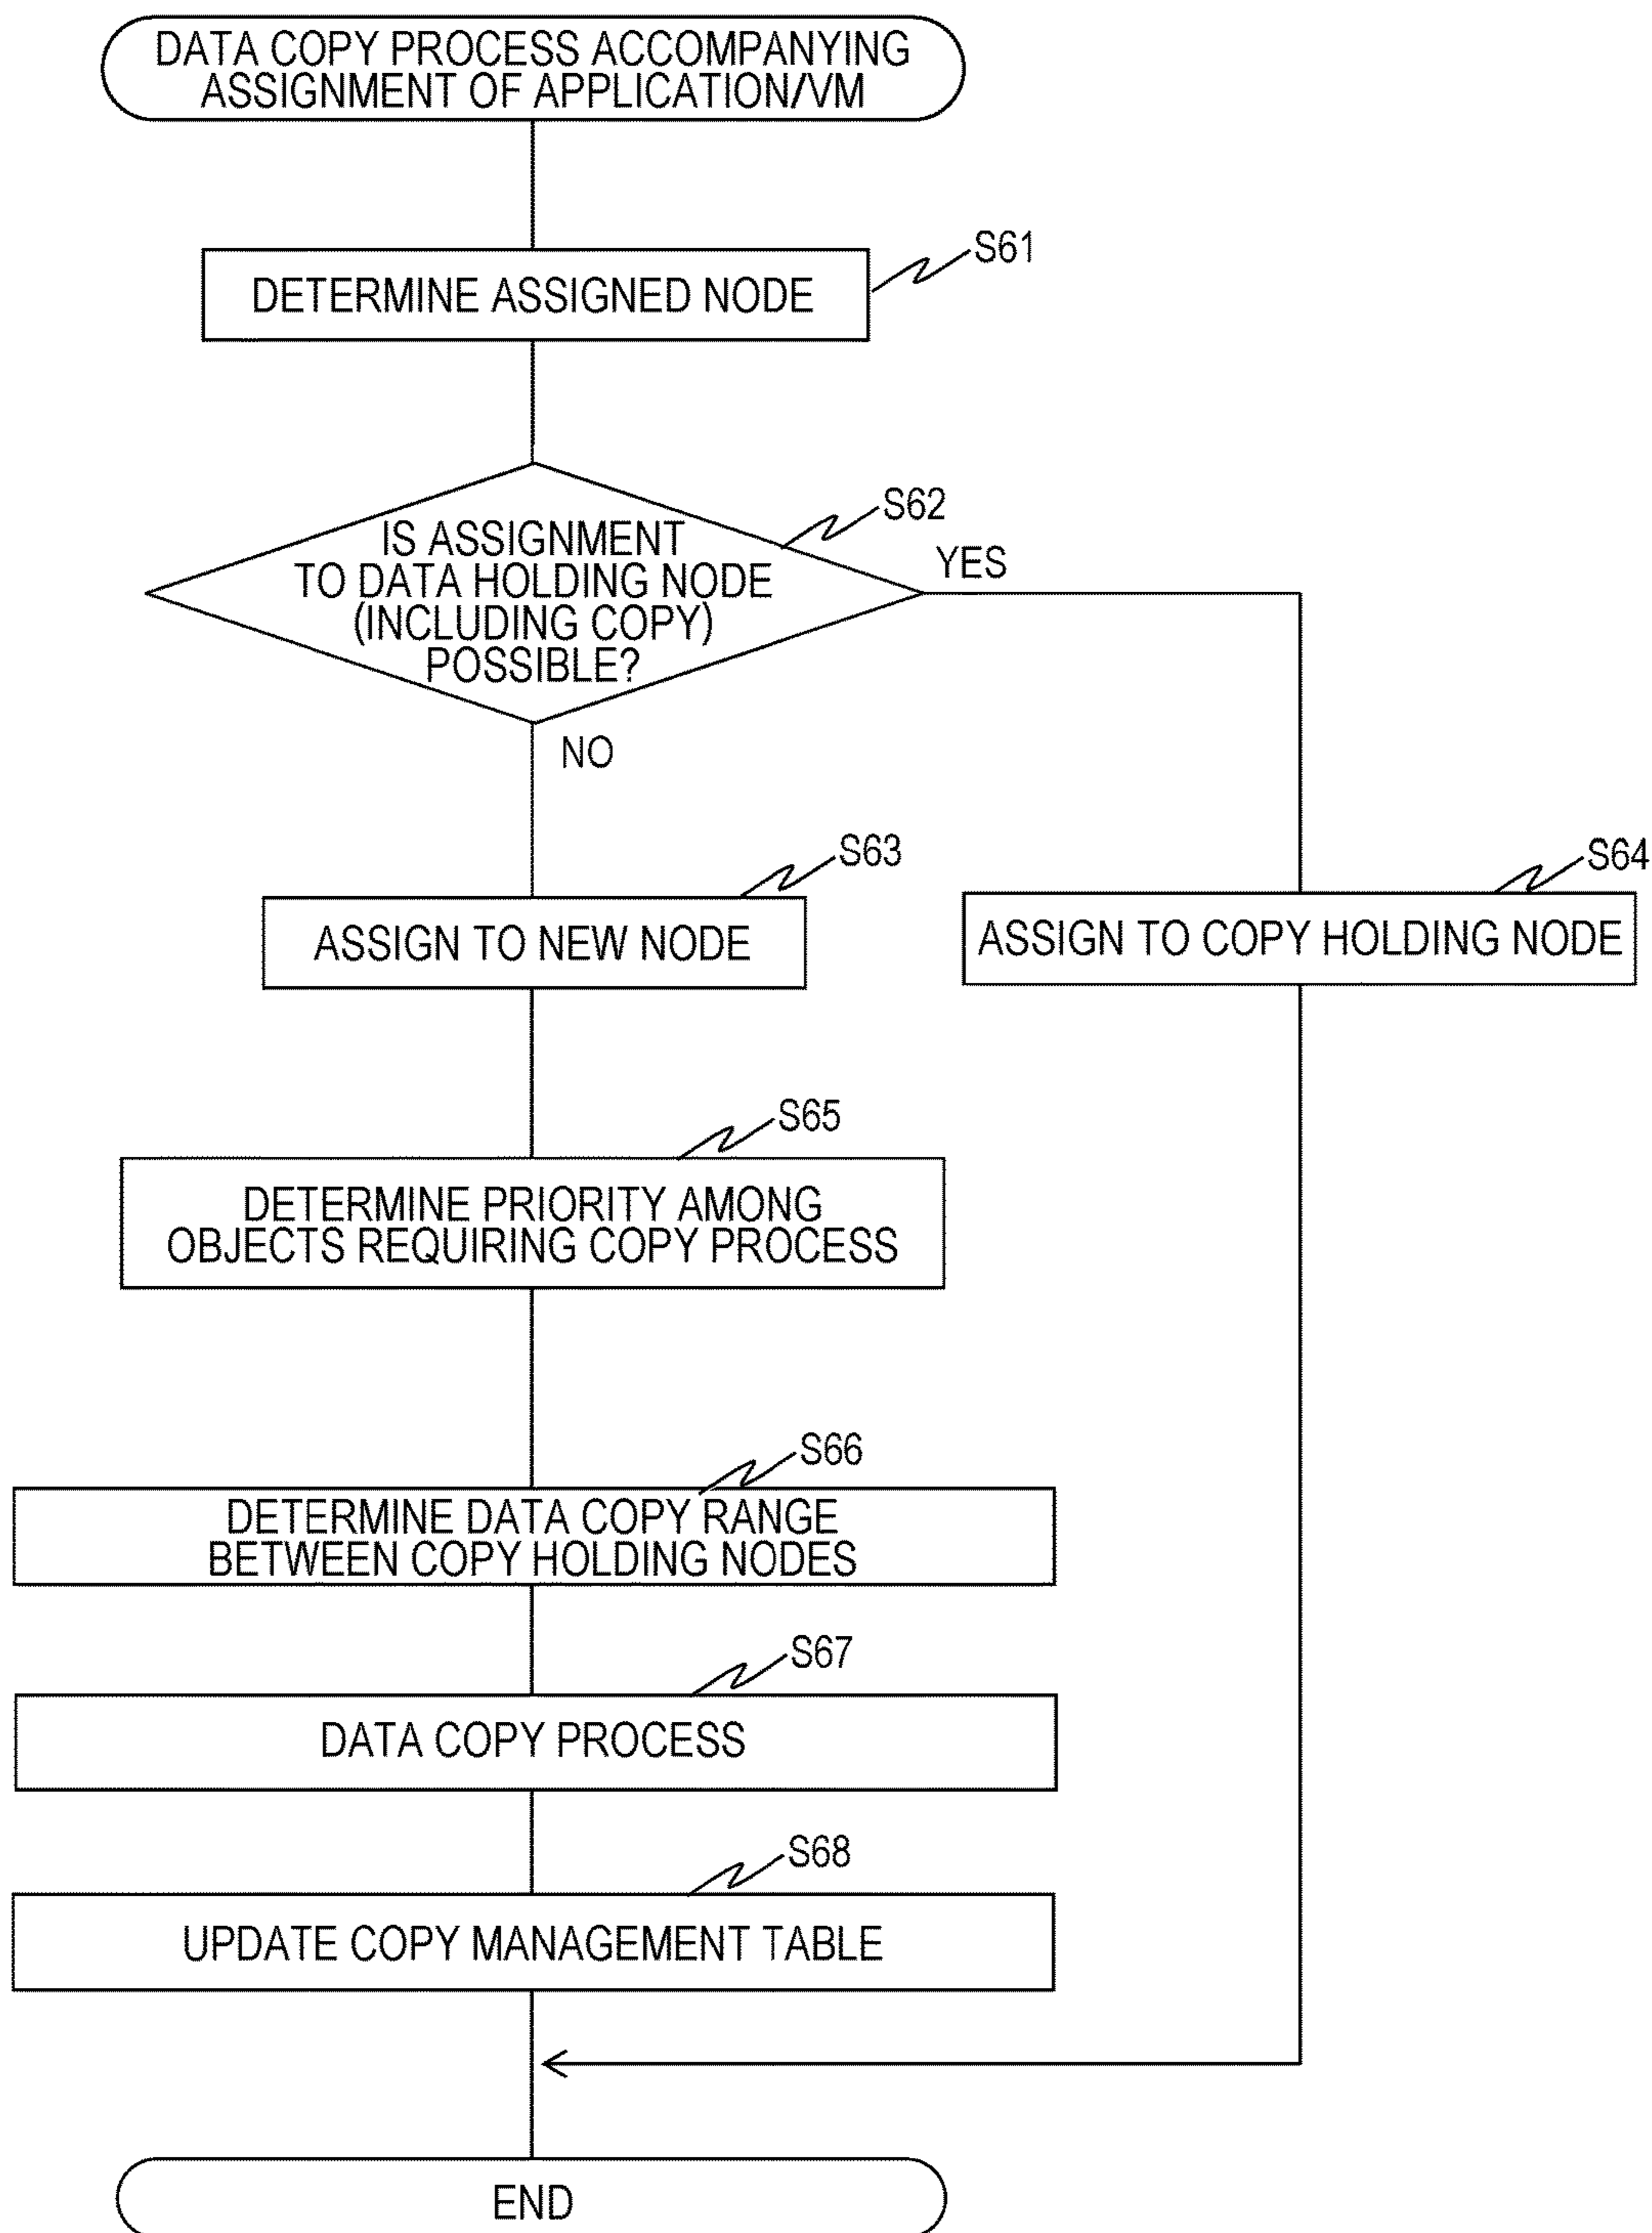 DATA COPY PROCESS ACCOMPANYING
ASSIGNMENT OF APPLICATION/VM
S61
DETERMINE ASSIGNED NODE
S62
IS ASSIGNMENT
TO DATA HOLDING NODE
(INCLUDING COPY)
POSSIBLE?
YES
NO
S63
ASSIGN TO NEW NODE
S64
ASSIGN TO COPY HOLDING NODE
S65
DETERMINE PRIORITY AMONG
OBJECTS REQUIRING COPY PROCESS
S66
DETERMINE DATA COPY RANGE
BETWEEN COPY HOLDING NODES
S67
DATA COPY PROCESS
S68
UPDATE COPY MANAGEMENT TABLE
END